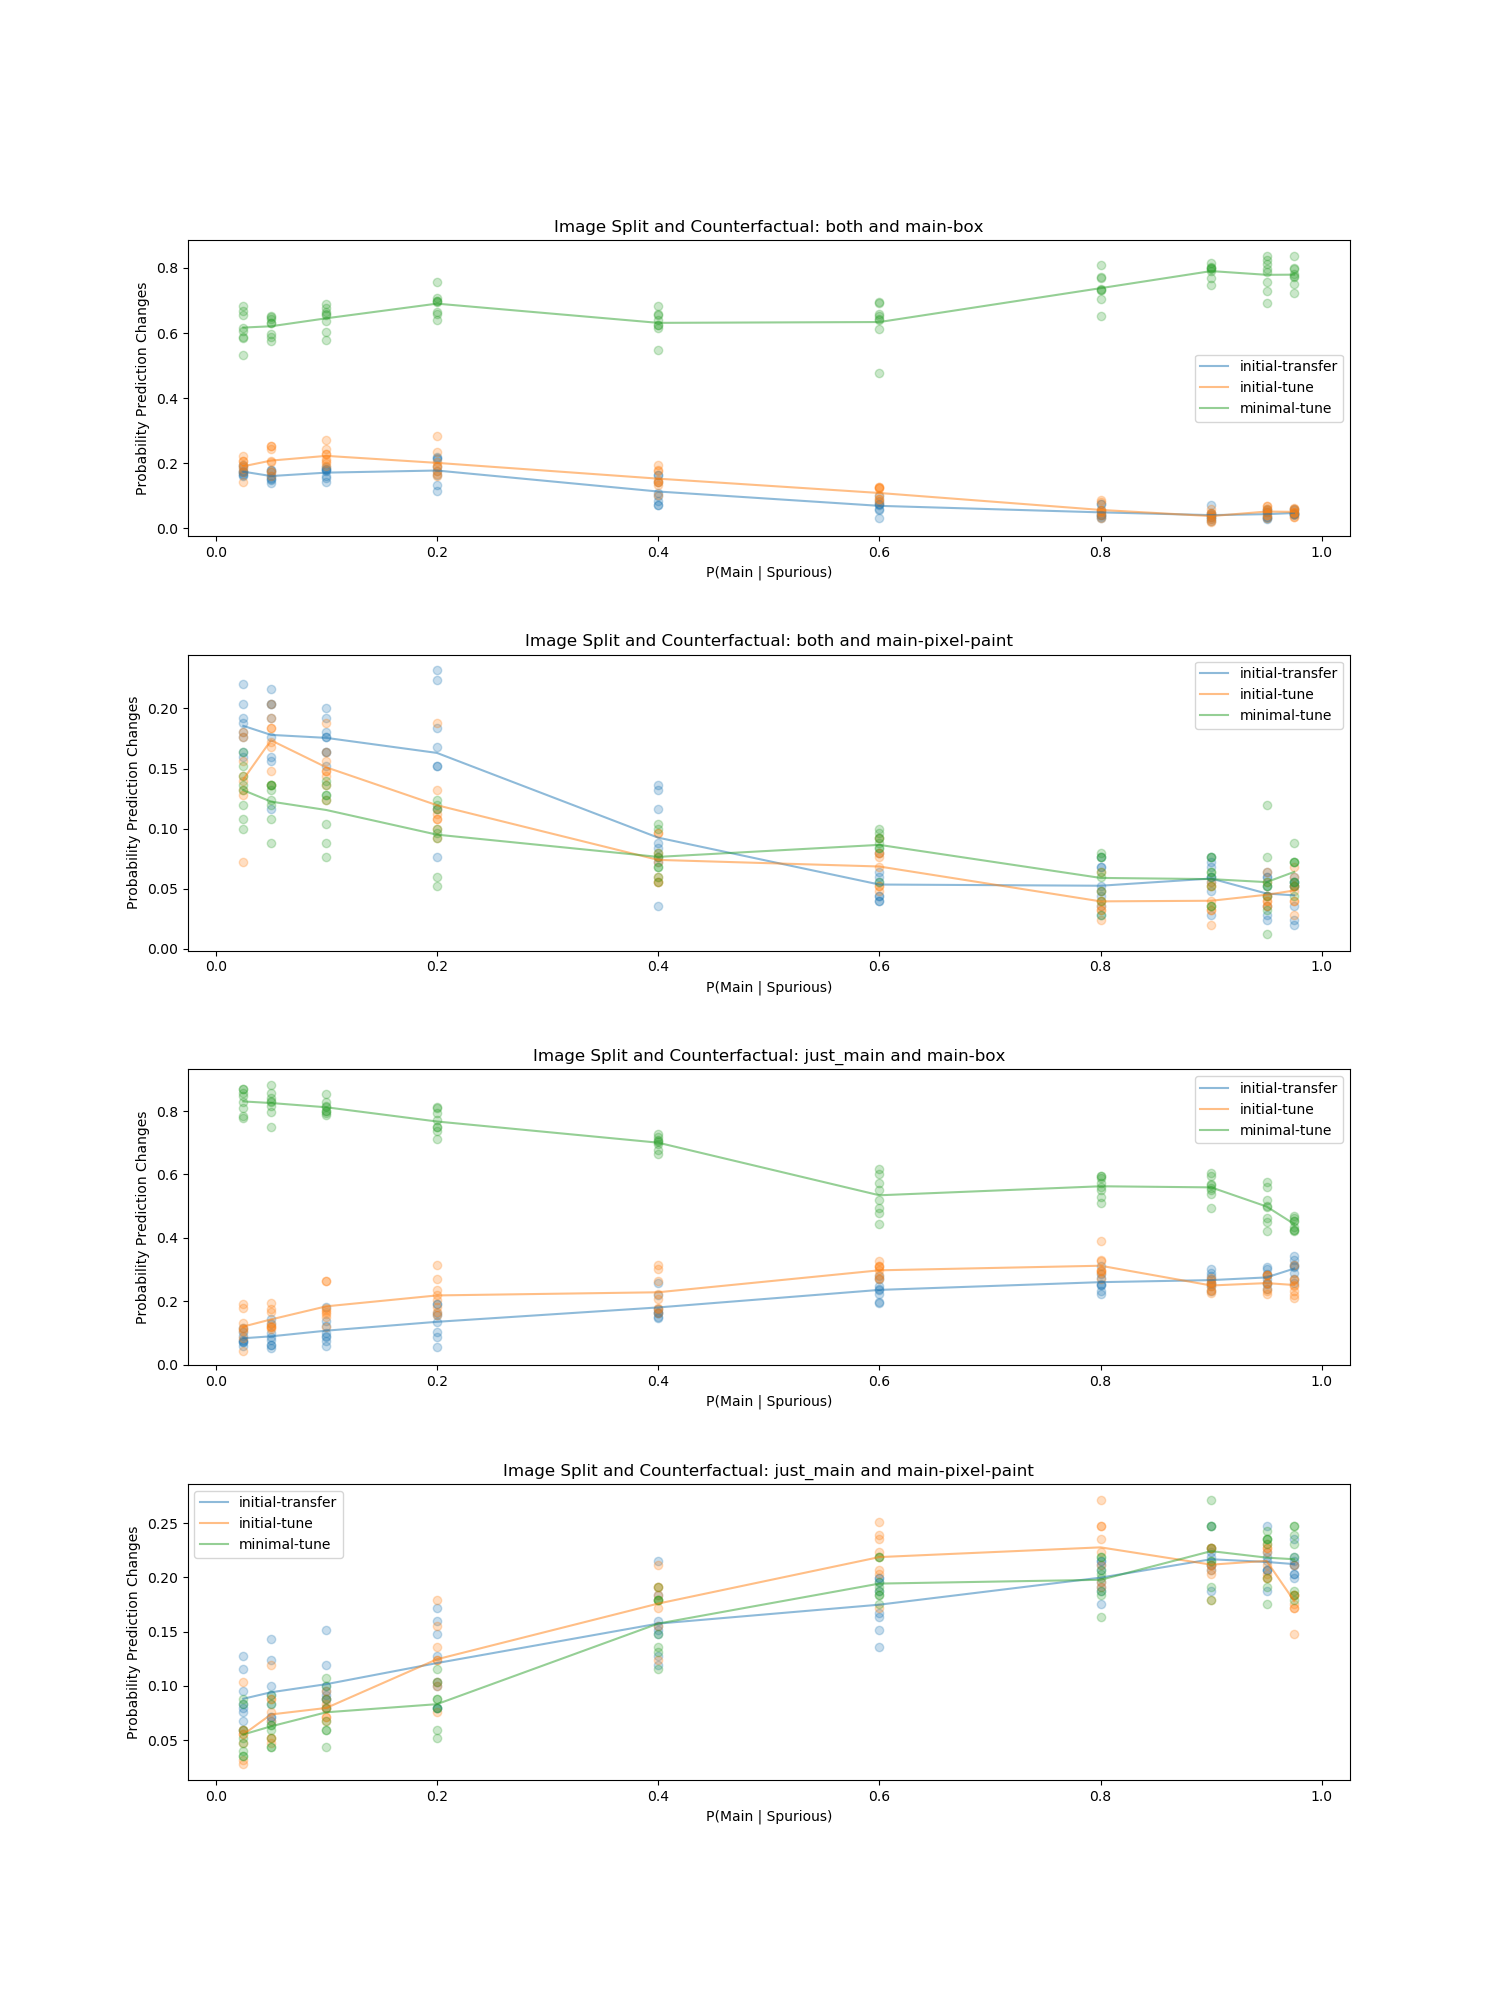 Image Split and Counterfactual: both and main-box
Probability Prediction Changes
0.8
0.6
0.4
0.2
0.0
initial-transfer
initial-tune
minimal-tune
0.0 0.2 0.4 0.6 0.8 1.0
P(Main | Spurious)
Image Split and Counterfactual: both and main-pixel-paint
Probability Prediction Changes
0.20
0.15
0.10
0.05
0.00
initial-transfer
initial-tune
minimal-tune
0.0 0.2 0.4 0.6 0.8 1.0
P(Main | Spurious)
Image Split and Counterfactual: just_main and main-box
Probability Prediction Changes
0.8
0.6
0.4
0.2
0.0
initial-transfer
initial-tune
minimal-tune
0.0 0.2 0.4 0.6 0.8 1.0
P(Main | Spurious)
Image Split and Counterfactual: just_main and main-pixel-paint
Probability Prediction Changes
0.25
0.20
0.15
0.10
0.05
initial-transfer
initial-tune
minimal-tune
0.0 0.2 0.4 0.6 0.8 1.0
P(Main | Spurious)